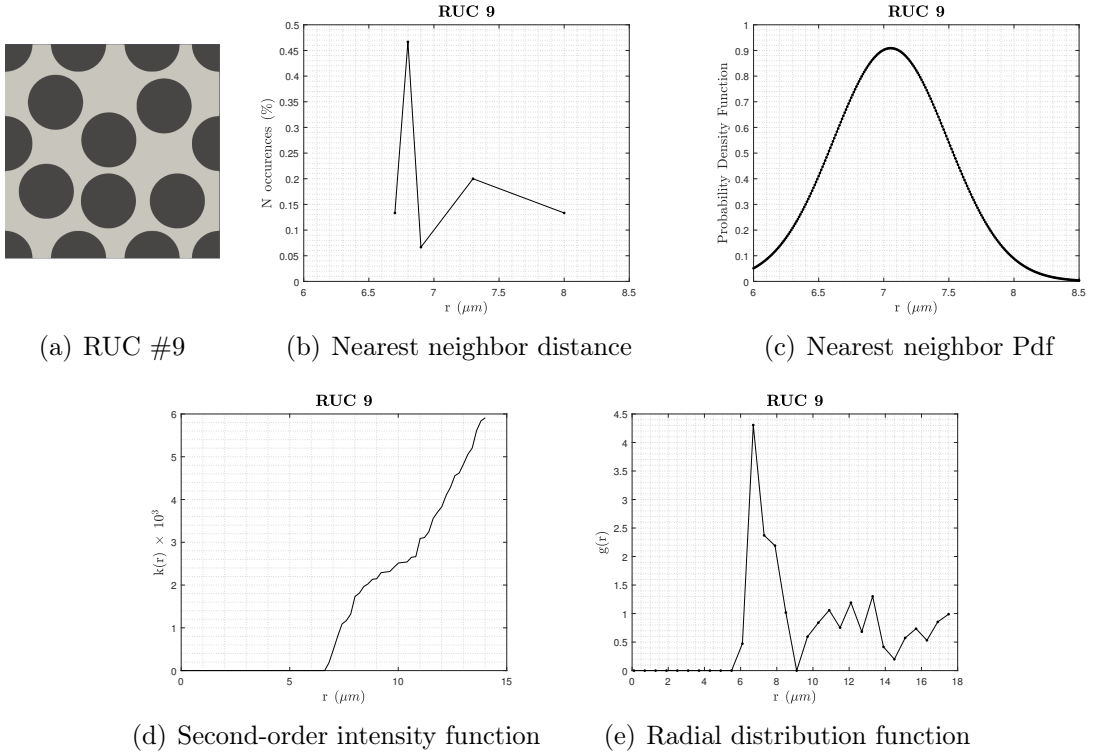 RUC 9
0.5
0.45
0.4
0.35
0.3
0.25
0.2
0.15
0.1
0.05
0
N occurences (%)
6 6.5 7 7.5 8 8.5
r (μm)
RUC 9
1
0.9
0.8
0.7
0.6
0.5
0.4
0.3
0.2
0.1
0
Probability Density Function
6 6.5 7 7.5 8 8.5
r (μm)
(a) RUC #9
(b) Nearest neighbor distance
(c) Nearest neighbor Pdf
RUC 9
6
5
4
3
2
1
0
k(r) × 10³
0 5 10 15
r (μm)
RUC 9
4.5
4
3.5
3
2.5
2
1.5
1
0.5
0
g(r)
0 2 4 6 8 10 12 14 16 18
r (μm)
(d) Second-order intensity function
(e) Radial distribution function